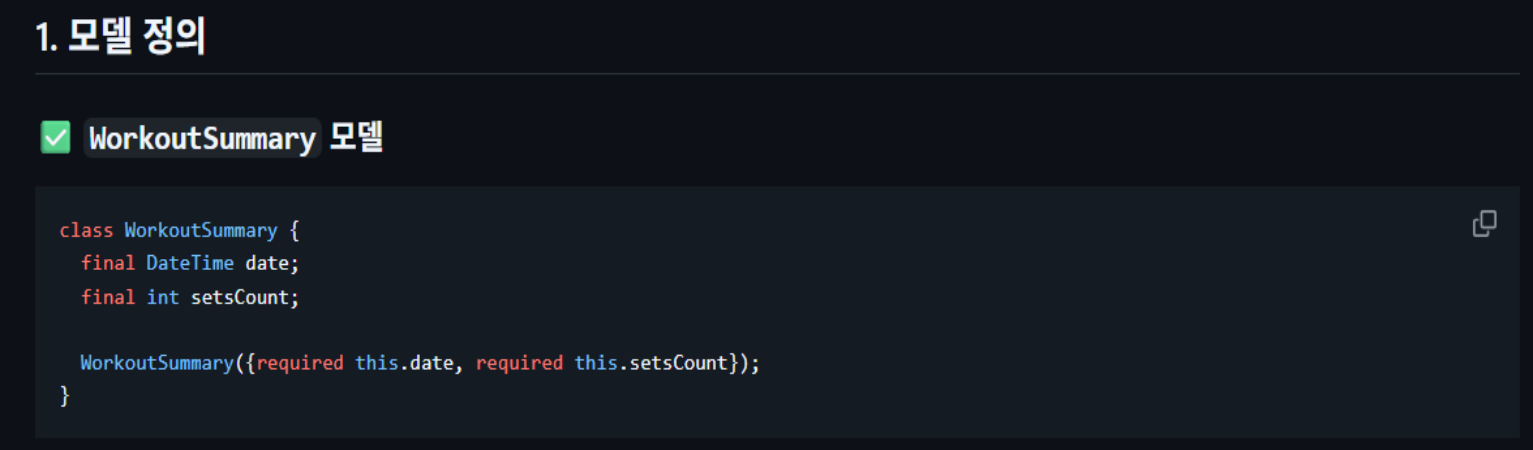 1. 모델 정의
✅ WorkoutSummary 모델
class WorkoutSummary {
  final DateTime date;
  final int setsCount;

  WorkoutSummary({required this.date, required this.setsCount});
}